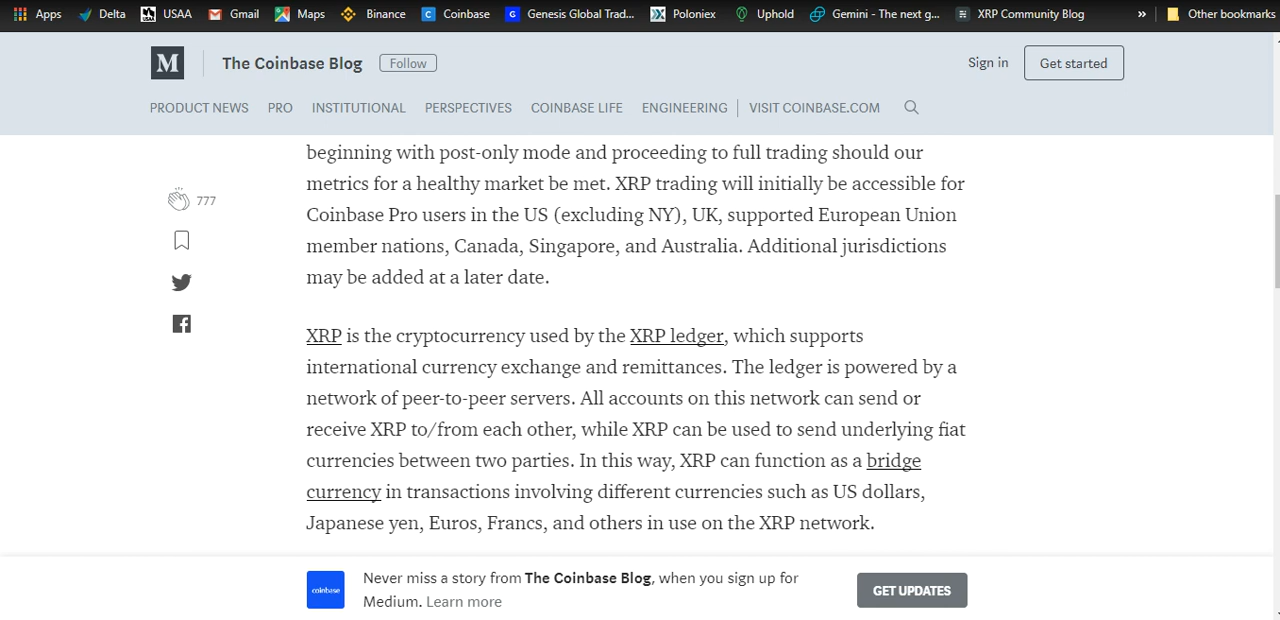 Apps Delta USAA Gmail Maps Binance Coinbase Genesis Global Trad... Poloniex Uphold Gemini - The next g... XRP Community Blog » Other bookmarks
M The Coinbase Blog Follow Sign in Get started
PRODUCT NEWS PRO INSTITUTIONAL PERSPECTIVES COINBASE LIFE ENGINEERING VISIT COINBASE.COM
beginning with post-only mode and proceeding to full trading should our
metrics for a healthy market be met. XRP trading will initially be accessible for
777
Coinbase Pro users in the US (excluding NY), UK, supported European Union
member nations, Canada, Singapore, and Australia. Additional jurisdictions
may be added at a later date.
XRP is the cryptocurrency used by the XRP ledger, which supports
international currency exchange and remittances. The ledger is powered by a
network of peer-to-peer servers. All accounts on this network can send or
receive XRP to/from each other, while XRP can be used to send underlying fiat
currencies between two parties. In this way, XRP can function as a bridge
currency in transactions involving different currencies such as US dollars,
Japanese yen, Euros, Francs, and others in use on the XRP network.
coinbase
Never miss a story from The Coinbase Blog, when you sign up for
Medium. Learn more
GET UPDATES